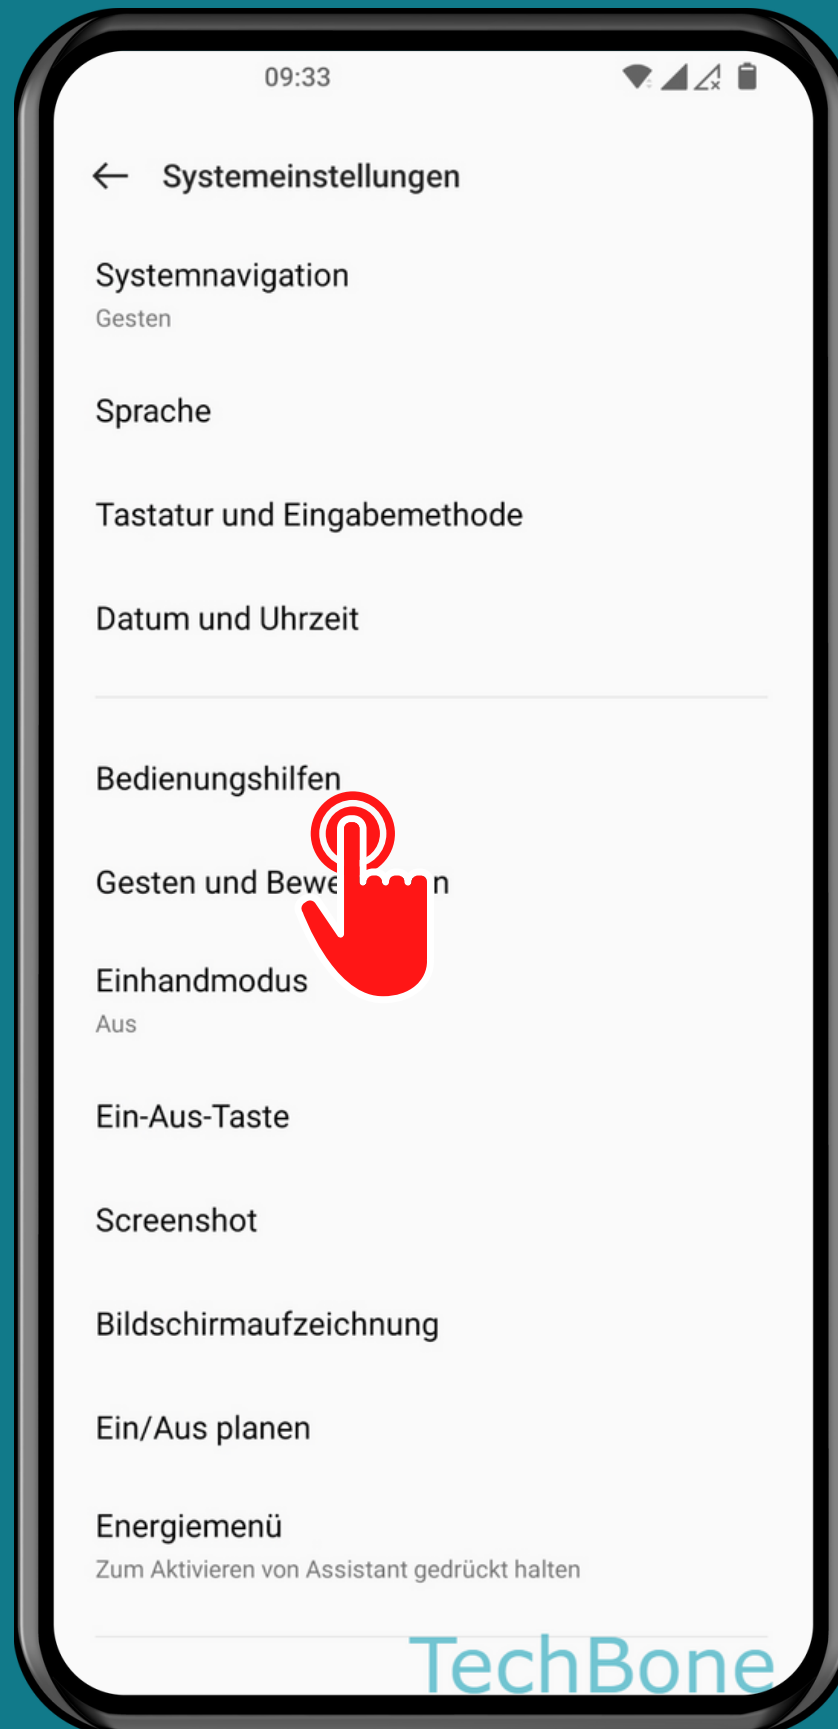 09:33
Systemeinstellungen
Systemnavigation
Gesten
Sprache
Tastatur und Eingabemethode
Datum und Uhrzeit
Bedienungshilfen
Gesten und
Einhandmodus
Aus
Ein-Aus-Taste
Screenshot
Bildschirmaufzeichnung
Ein/Aus planen
Energiemenü
Zum Aktivieren von Assistant gedrückt halten
TechBone